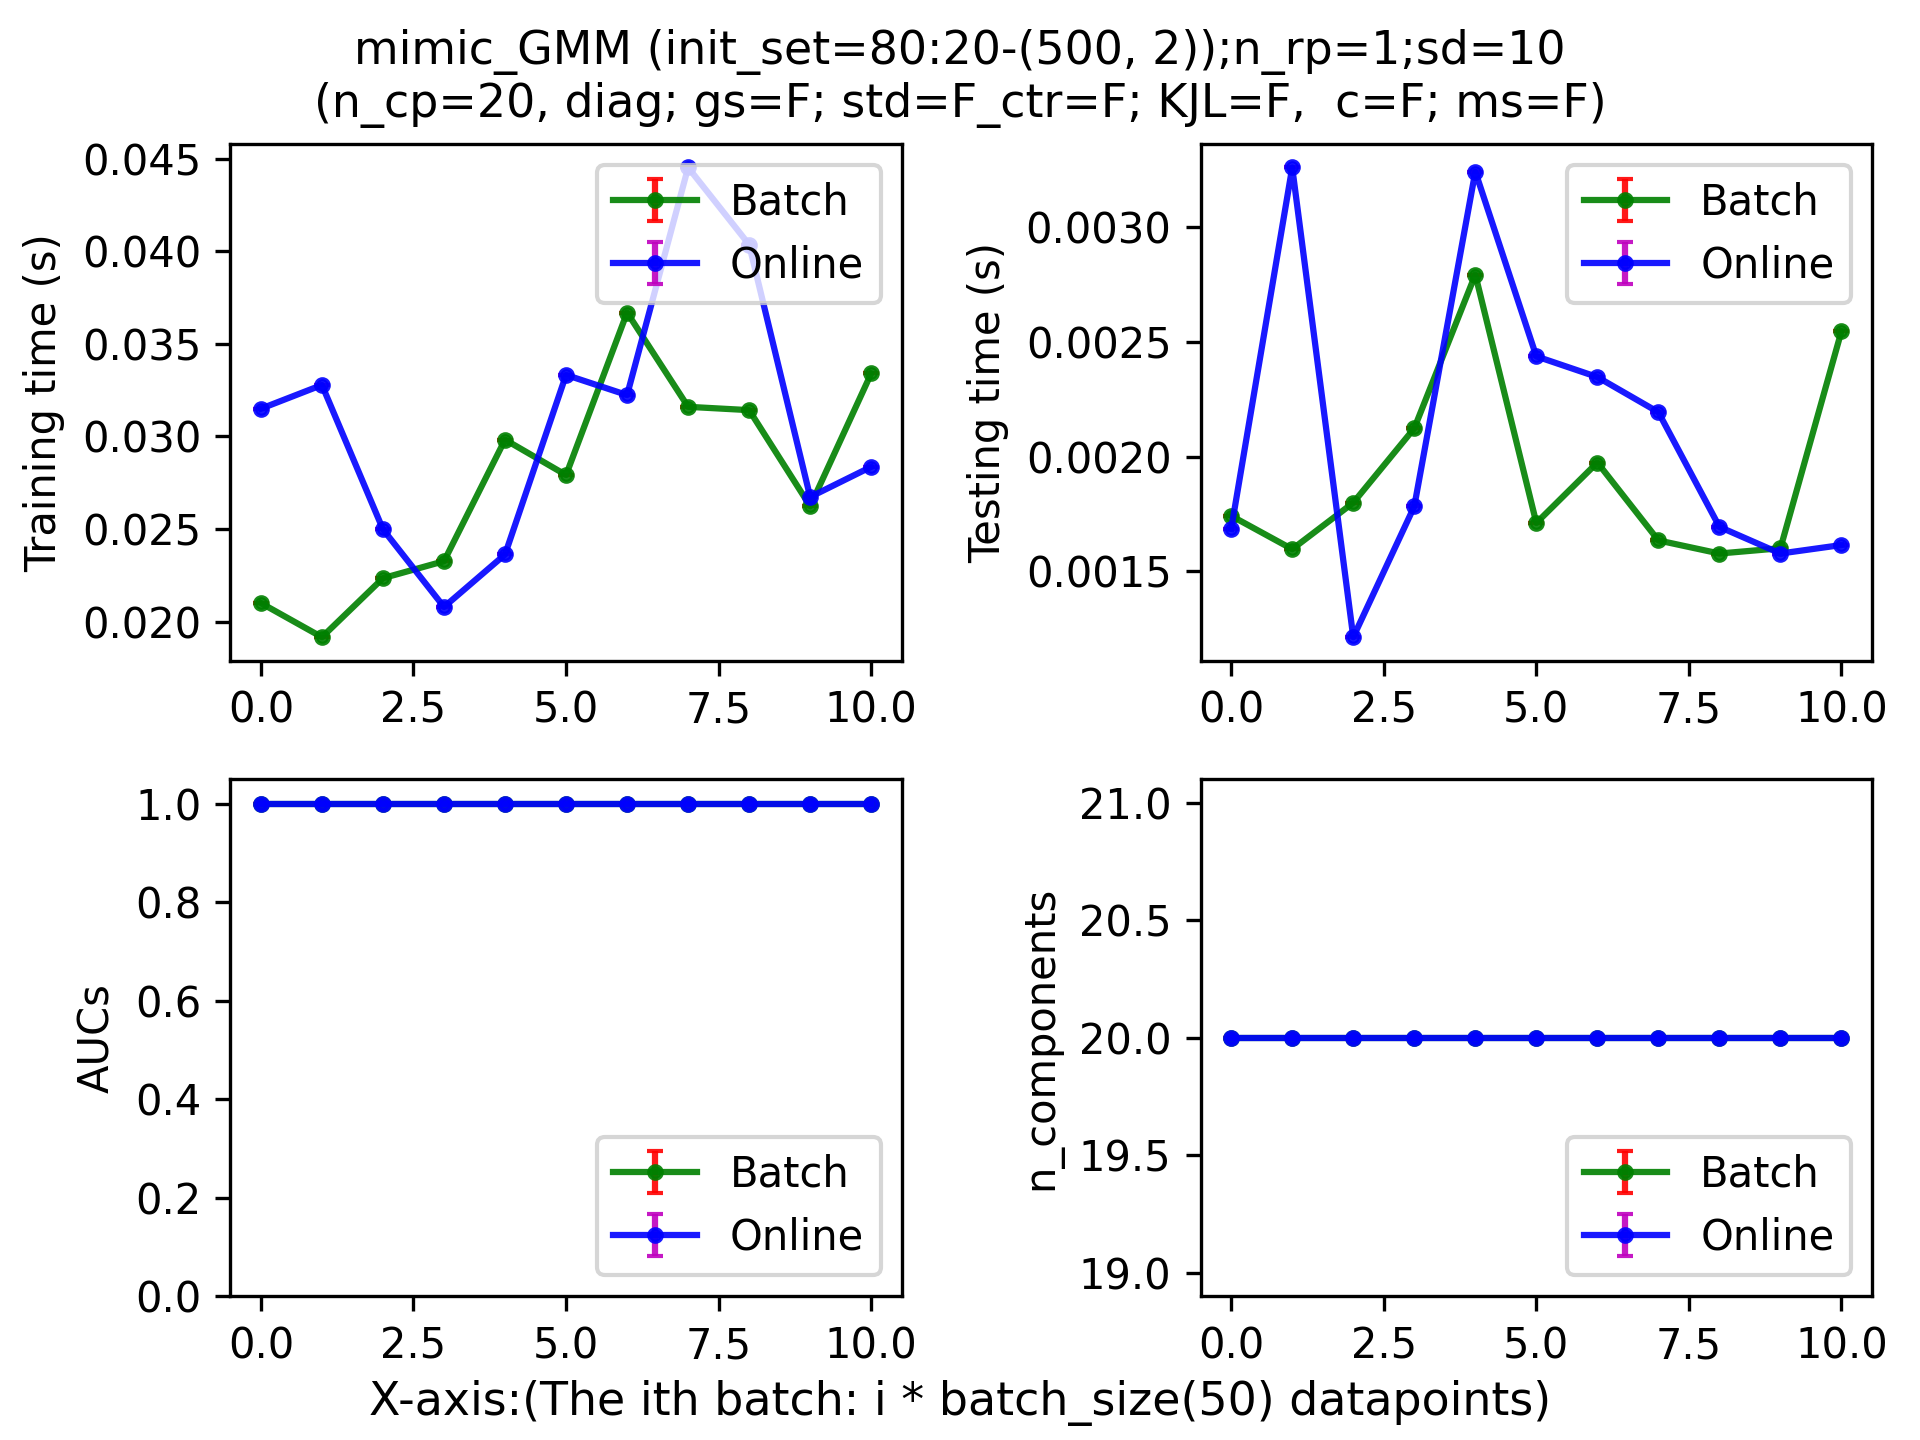 mimic_GMM (init_set=80:20-(500, 2));n_rp=1;sd=10
(n_cp=20, diag; gs=F; std=F_ctr=F; KJL=F,  c=F; ms=F)
Training time (s)
0.045
0.040
0.035
0.030
0.025
0.020
0.0 2.5 5.0 7.5 10.0
Batch
Online
Testing time (s)
0.0030
0.0025
0.0020
0.0015
0.0 2.5 5.0 7.5 10.0
Batch
Online
AUCs
1.0
0.8
0.6
0.4
0.2
0.0
0.0 2.5 5.0 7.5 10.0
Batch
Online
n_components
21.0
20.5
20.0
19.5
19.0
0.0 2.5 5.0 7.5 10.0
Batch
Online
X-axis:(The ith batch: i * batch_size(50) datapoints)